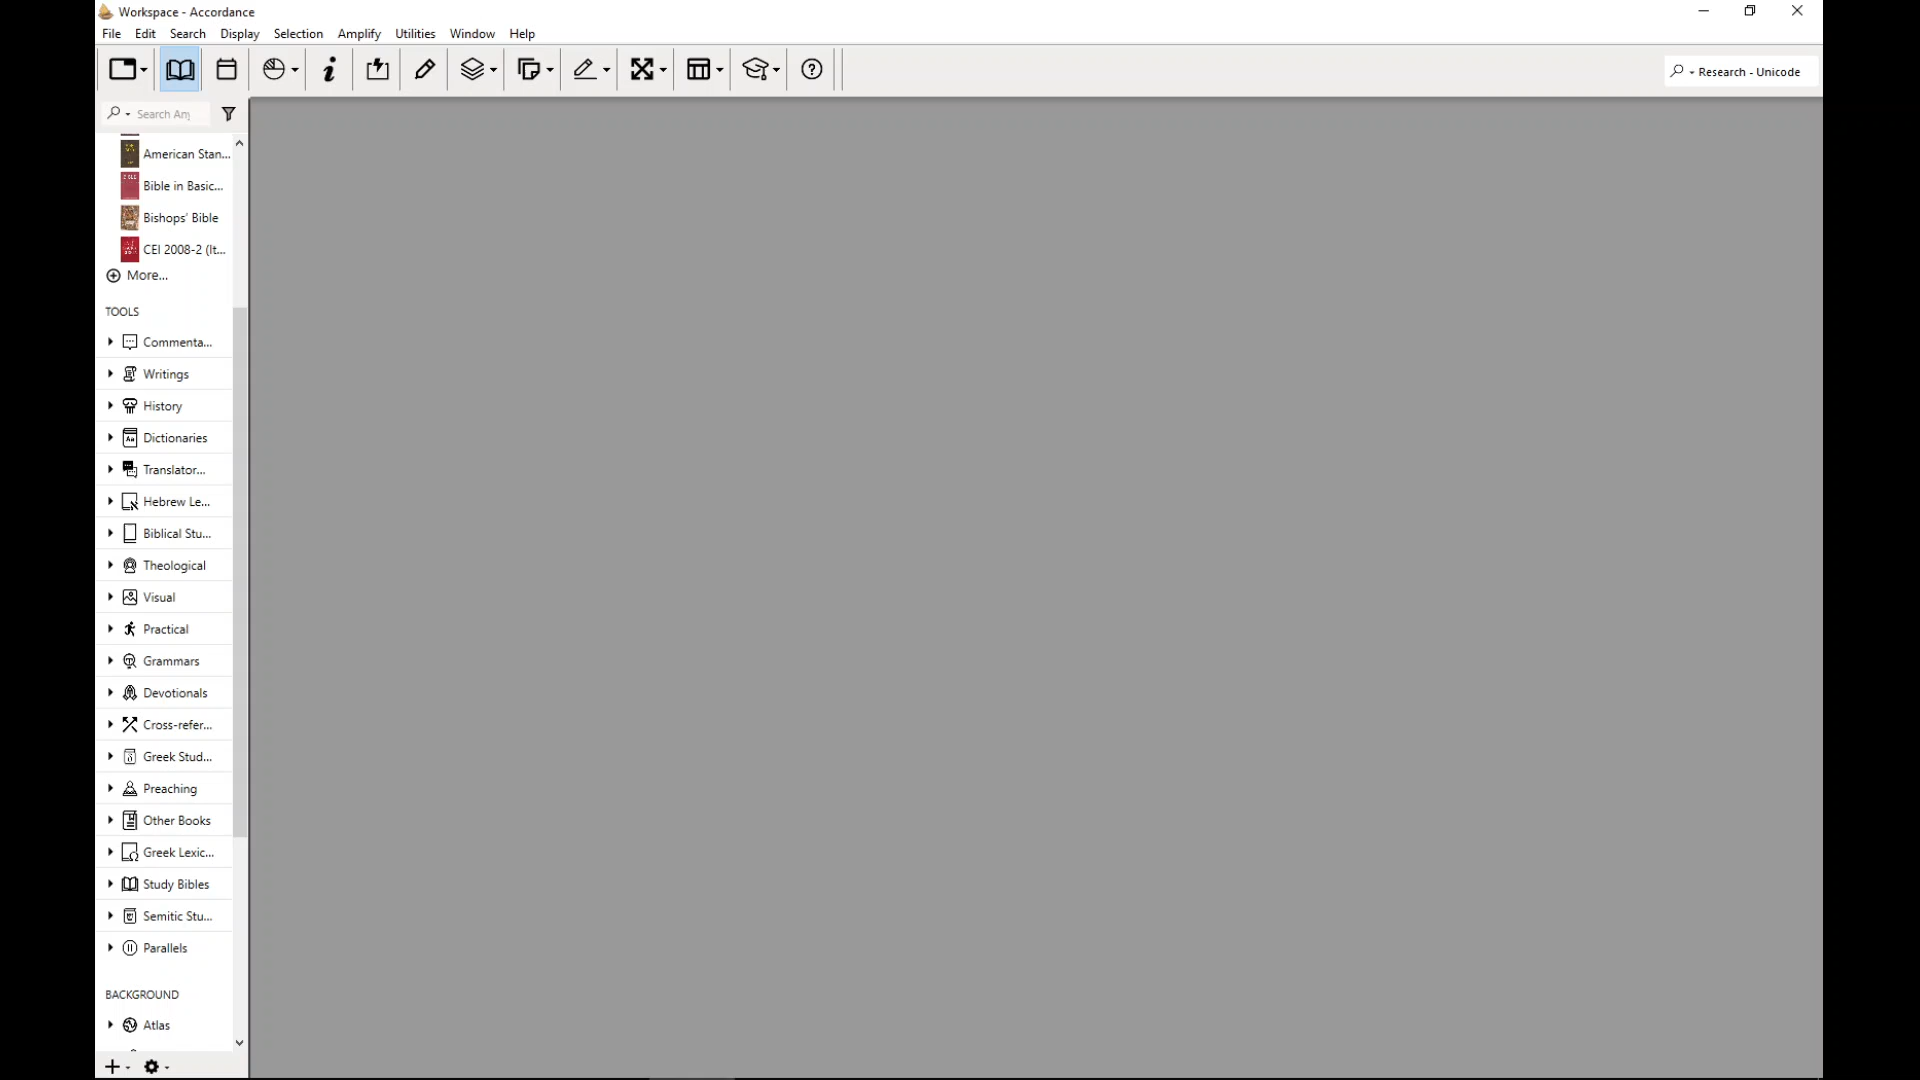 Workspace - Accordance
File Edit Search Display Selection Amplify Utilities Window Help
Research - Unicode
Search An
American Stan...
Bible in Basic...
Bishops' Bible
CEI 2008-2 (It...
More...
TOOLS
Commenta...
Writings
History
Dictionaries
Translator...
Hebrew Le...
Biblical Stu...
Theological
Visual
Practical
Grammars
Devotionals
Cross-refer...
Greek Stud...
Preaching
Other Books
Greek Lexic...
Study Bibles
Semitic Stu...
Parallels
BACKGROUND
Atlas